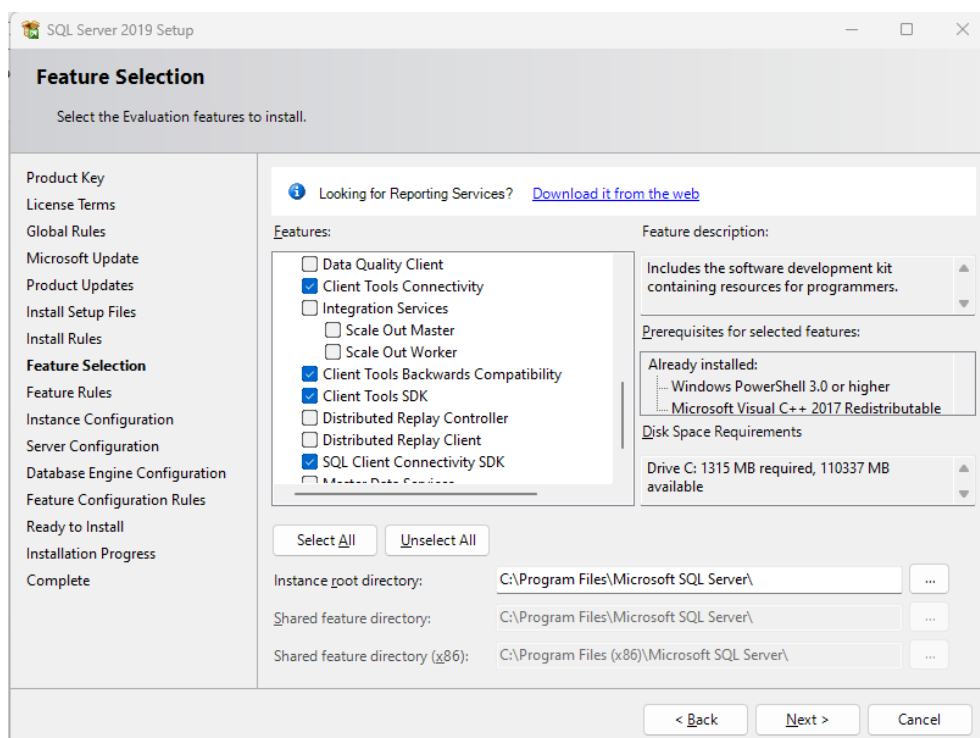 SQL Server 2019 Setup
Feature Selection
Select the Evaluation features to install.
Product Key
License Terms
Global Rules
Microsoft Update
Product Updates
Install Setup Files
Install Rules
Feature Selection
Feature Rules
Instance Configuration
Server Configuration
Database Engine Configuration
Feature Configuration Rules
Ready to Install
Installation Progress
Complete
Looking for Reporting Services? Download it from the web
Features:
Data Quality Client
Client Tools Connectivity
Integration Services
Scale Out Master
Scale Out Worker
Client Tools Backwards Compatibility
Client Tools SDK
Distributed Replay Controller
Distributed Replay Client
SQL Client Connectivity SDK
Master Data Services
Feature description:
Includes the software development kit
containing resources for programmers.
Prerequisites for selected features:
Already installed:
Windows PowerShell 3.0 or higher
Microsoft Visual C++ 2017 Redistributable
Disk Space Requirements
Drive C: 1315 MB required, 110337 MB
available
Select All
Unselect All
Instance root directory: C:\Program Files\Microsoft SQL Server\ ...
Shared feature directory: C:\Program Files\Microsoft SQL Server\ ...
Shared feature directory (x86): C:\Program Files (x86)\Microsoft SQL Server\ ...
< Back
Next >
Cancel